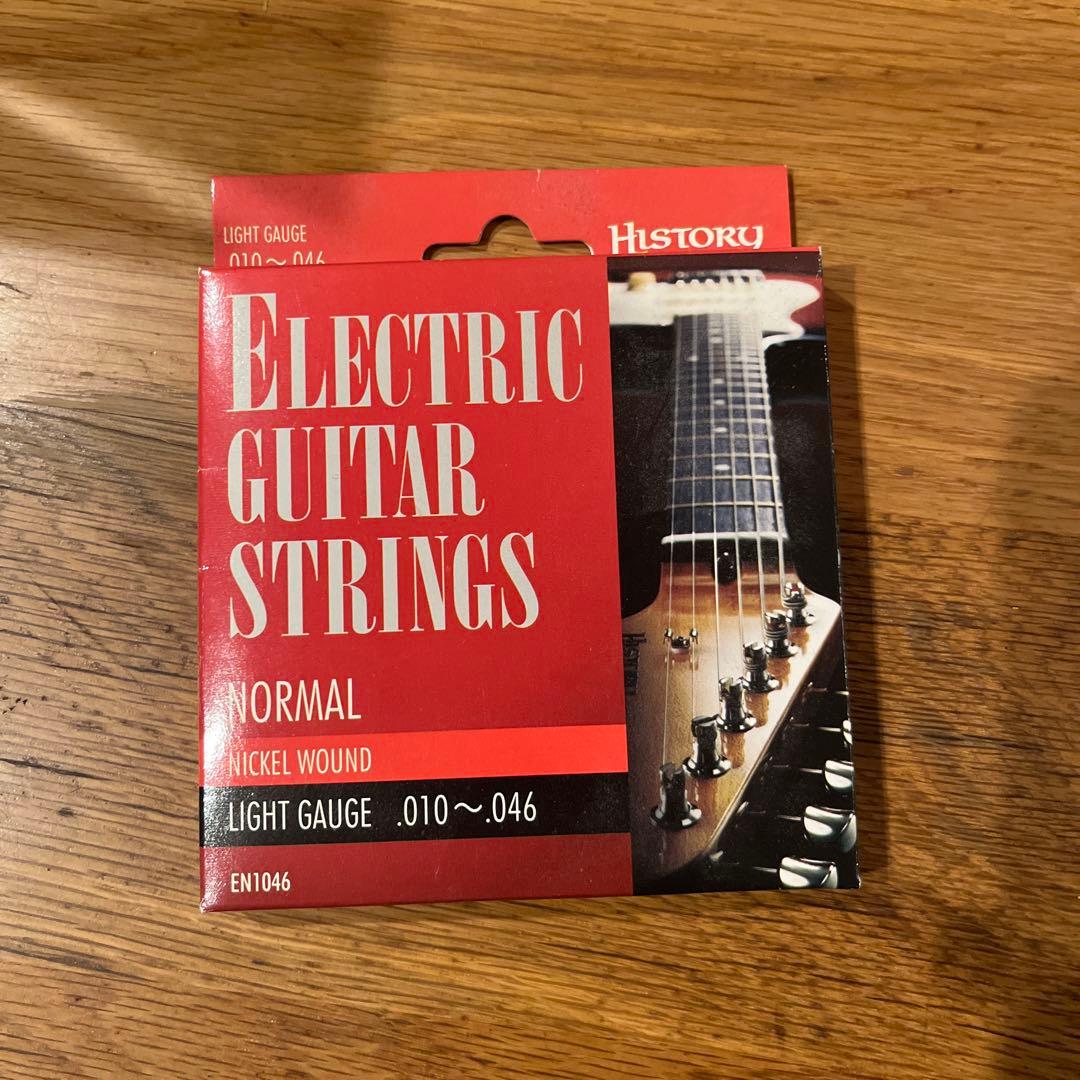 LIGHT GAUGE
.010～.046
HISTORY
ELECTRIC
GUITAR
STRINGS
NORMAL
NICKEL WOUND
LIGHT GAUGE .010～.046
EN1046